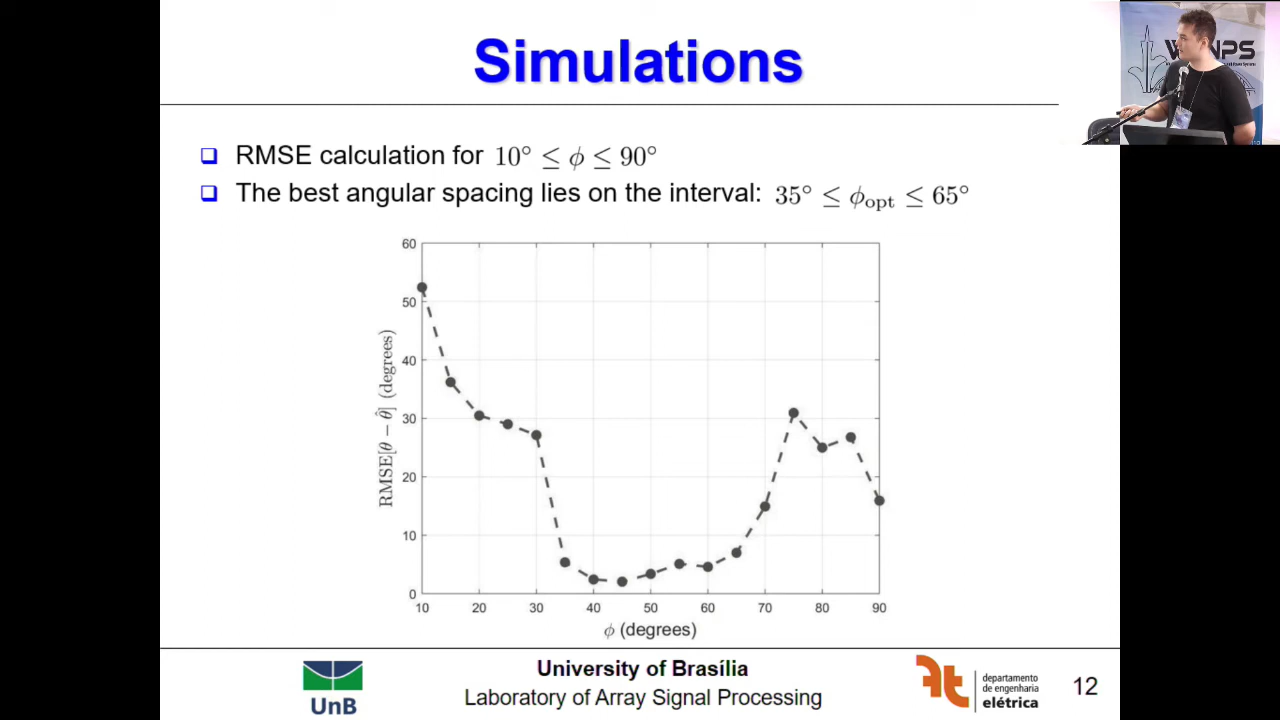 Simulations
RMSE calculation for 10° ≤ ϕ ≤ 90°
The best angular spacing lies on the interval: 35° ≤ ϕopt ≤ 65°
60
50
40
30
20
10
0
RMSE[θ − θ̂] (degrees)
10 20 30 40 50 60 70 80 90
ϕ (degrees)
UnB
University of Brasília
Laboratory of Array Signal Processing
departamento
de engenharia
elétrica
12